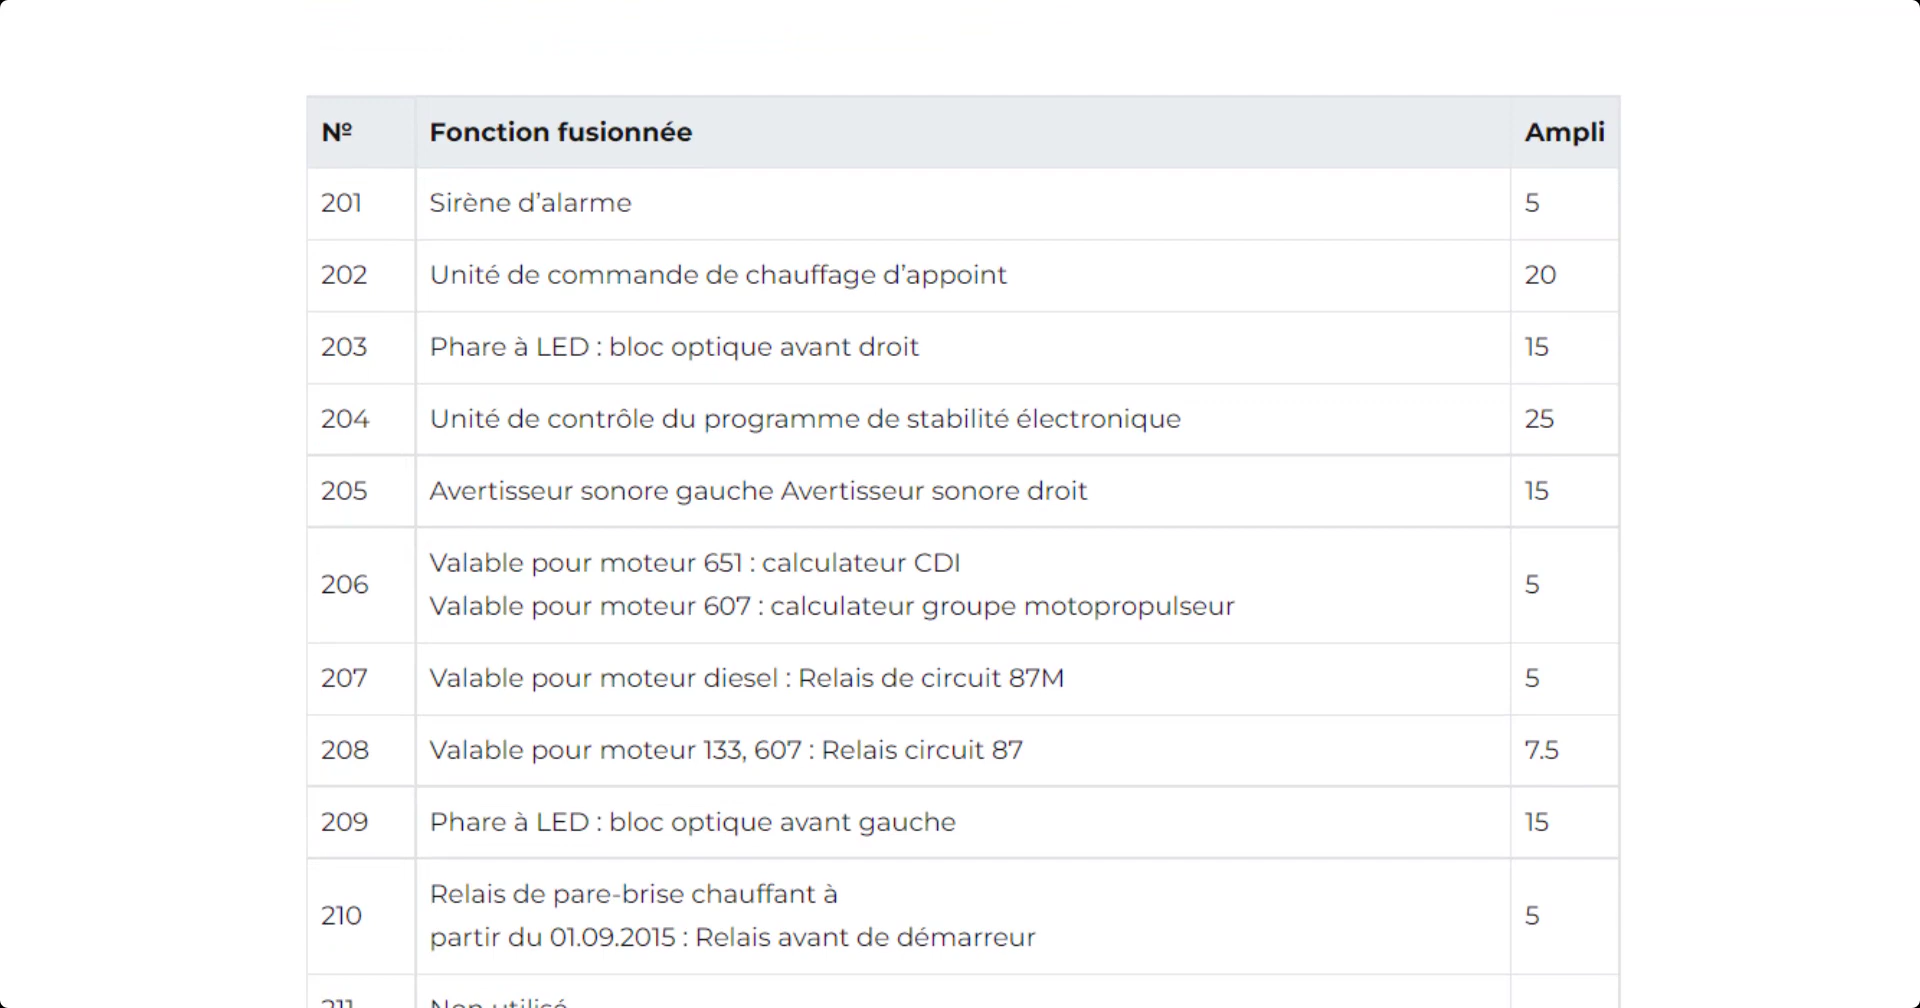 Nº Fonction fusionnée Ampli
201 Sirène d’alarme 5
202 Unité de commande de chauffage d’appoint 20
203 Phare à LED : bloc optique avant droit 15
204 Unité de contrôle du programme de stabilité électronique 25
205 Avertisseur sonore gauche Avertisseur sonore droit 15
206 Valable pour moteur 651 : calculateur CDI
Valable pour moteur 607 : calculateur groupe motopropulseur 5
207 Valable pour moteur diesel : Relais de circuit 87M 5
208 Valable pour moteur 133, 607 : Relais circuit 87 7.5
209 Phare à LED : bloc optique avant gauche 15
210 Relais de pare-brise chauffant à
partir du 01.09.2015 : Relais avant de démarreur 5
211 Non utilisé